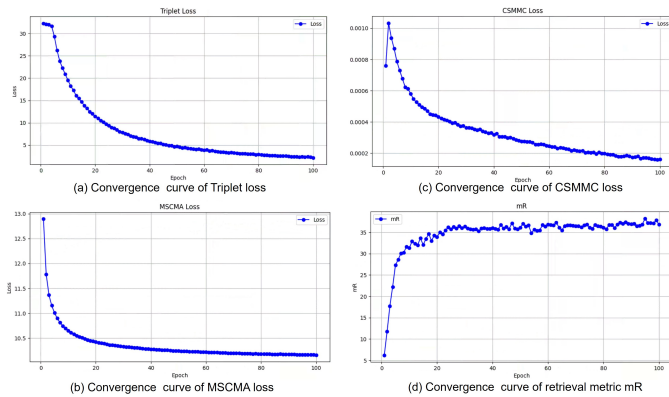 Triplet Loss
Loss
30
25
20
15
10
5
Loss
0
20
40
60
80
100
Epoch
(a) Convergence curve of Triplet loss
CSMMC Loss
Loss
0.0010
0.0008
0.0006
0.0004
0.0002
0
20
40
60
80
100
Epoch
(c) Convergence curve of CSMMC loss
MSCMA Loss
Loss
13.0
12.5
12.0
11.5
11.0
10.5
Loss
0
20
40
60
80
100
Epoch
(b) Convergence curve of MSCMA loss
mR
mR
35
30
25
20
15
10
5
mR
0
20
40
60
80
100
Epoch
(d) Convergence curve of retrieval metric mR